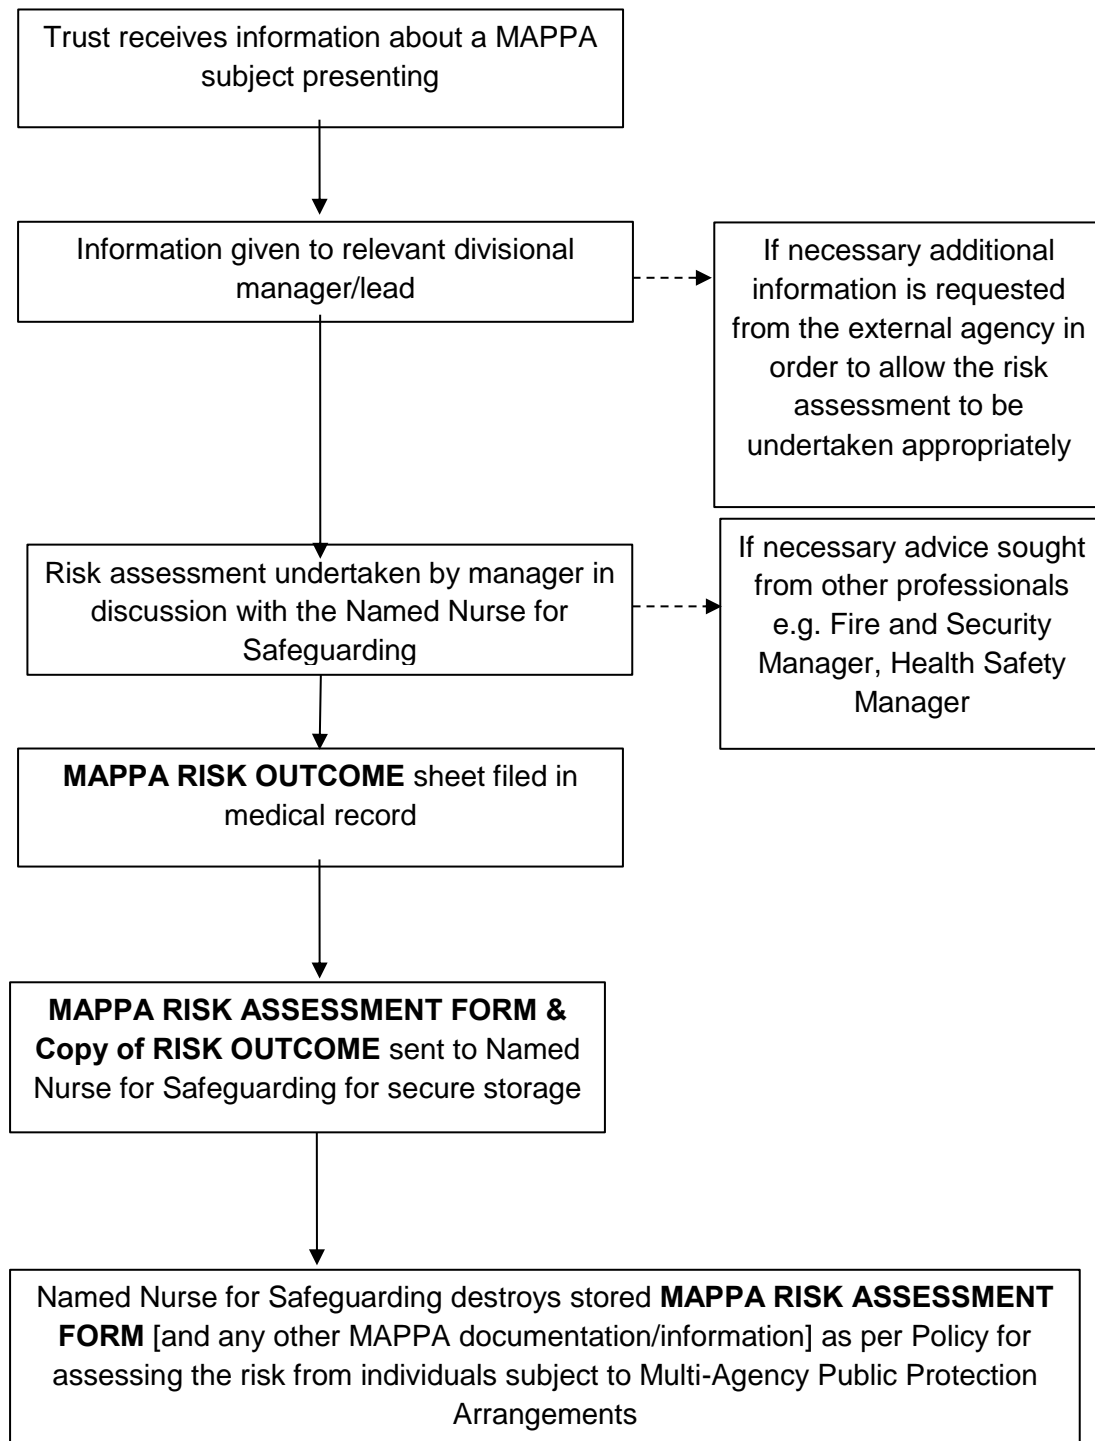 Trust receives information about a MAPPA
subject presenting
Information given to relevant divisional
manager/lead
If necessary additional
information is requested
from the external agency in
order to allow the risk
assessment to be
undertaken appropriately
Risk assessment undertaken by manager in
discussion with the Named Nurse for
Safeguarding
If necessary advice sought
from other professionals
e.g. Fire and Security
Manager, Health Safety
Manager
MAPPA RISK OUTCOME sheet filed in
medical record
MAPPA RISK ASSESSMENT FORM &
Copy of RISK OUTCOME sent to Named
Nurse for Safeguarding for secure storage
Named Nurse for Safeguarding destroys stored MAPPA RISK ASSESSMENT
FORM [and any other MAPPA documentation/information] as per Policy for
assessing the risk from individuals subject to Multi-Agency Public Protection
Arrangements